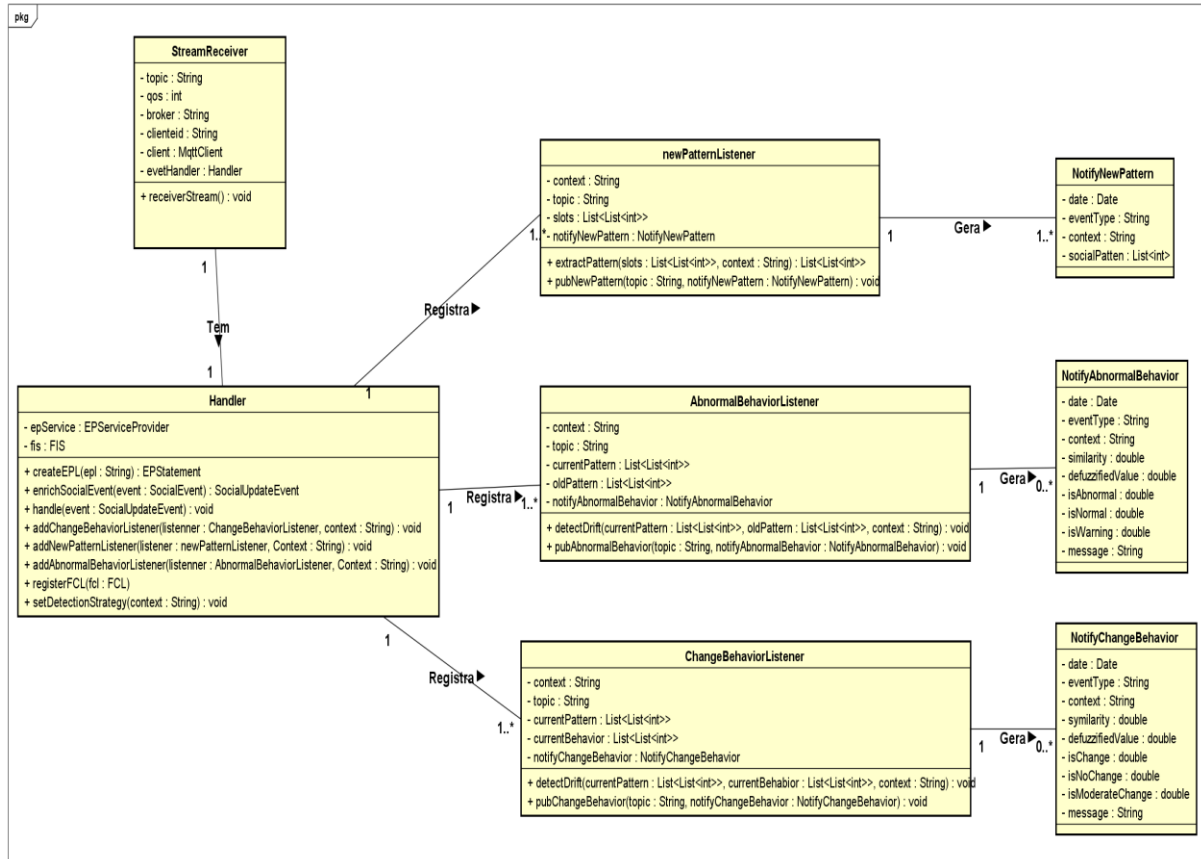 pkg
StreamReceiver
- topic : String
- qos : int
- broker : String
- clienteid : String
- client : MqttClient
- evetHandler : Handler
+ receiverStream() : void
1
Tem
1
Handler
- epService : EPServiceProvider
- fis : FIS
+ createEPL(epl : String) : EPStatement
+ enrichSocialEvent(event : SocialEvent) : SocialUpdateEvent
+ handle(event : SocialUpdateEvent) : void
+ addChangeBehaviorListener(listenner : ChangeBehaviorListener, context : String) : void
+ addNewPatternListener(listener : newPatternListener, Context : String) : void
+ addAbnormalBehaviorListener(listenner : AbnormalBehaviorListener, Context : String) : void
+ registerFCL(fcl : FCL)
+ setDetectionStrategy(context : String) : void
1
Registra
1..*
newPatternListener
- context : String
- topic : String
- slots : List<List<int>>
- notifyNewPattern : NotifyNewPattern
+ extractPattern(slots : List<List<int>>, context : String) : List<List<int>>
+ pubNewPattern(topic : String, notifyNewPattern : NotifyNewPattern) : void
1
Gera
1..*
NotifyNewPattern
- date : Date
- eventType : String
- context : String
- socialPatten : List<int>
1
Registra
1..*
AbnormalBehaviorListener
- context : String
- topic : String
- currentPattern : List<List<int>>
- oldPattern : List<List<int>>
- notifyAbnormalBehavior : NotifyAbnormalBehavior
+ detectDrift(currentPattern : List<List<int>>, oldPattern : List<List<int>>, context : String) : void
+ pubAbnormalBehavior(topic : String, notifyAbnormalBehavior : NotifyAbnormalBehavior) : void
1
Gera
0..*
NotifyAbnormalBehavior
- date : Date
- eventType : String
- context : String
- similarity : double
- defuzzifiedValue : double
- isAbnormal : double
- isNormal : double
- isWarning : double
- message : String
1
Registra
1..*
ChangeBehaviorListener
- context : String
- topic : String
- currentPattern : List<List<int>>
- currentBehavior : List<List<int>>
- notifyChangeBehavior : NotifyChangeBehavior
+ detectDrift(currentPattern : List<List<int>>, currentBehabior : List<List<int>>, context : String) : void
+ pubChangeBehavior(topic : String, notifyChangeBehavior : NotifyChangeBehavior) : void
1
Gera
0..*
NotifyChangeBehavior
- date : Date
- eventType : String
- context : String
- symilarity : double
- defuzzifiedValue : double
- isChange : double
- isNoChange : double
- isModerateChange : double
- message : String